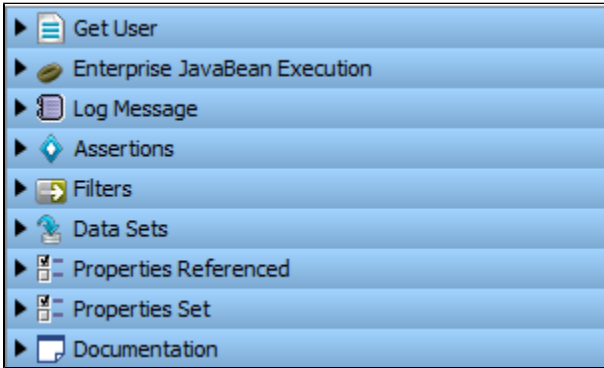 Get User
Enterprise JavaBean Execution
Log Message
Assertions
Filters
Data Sets
Properties Referenced
Properties Set
Documentation